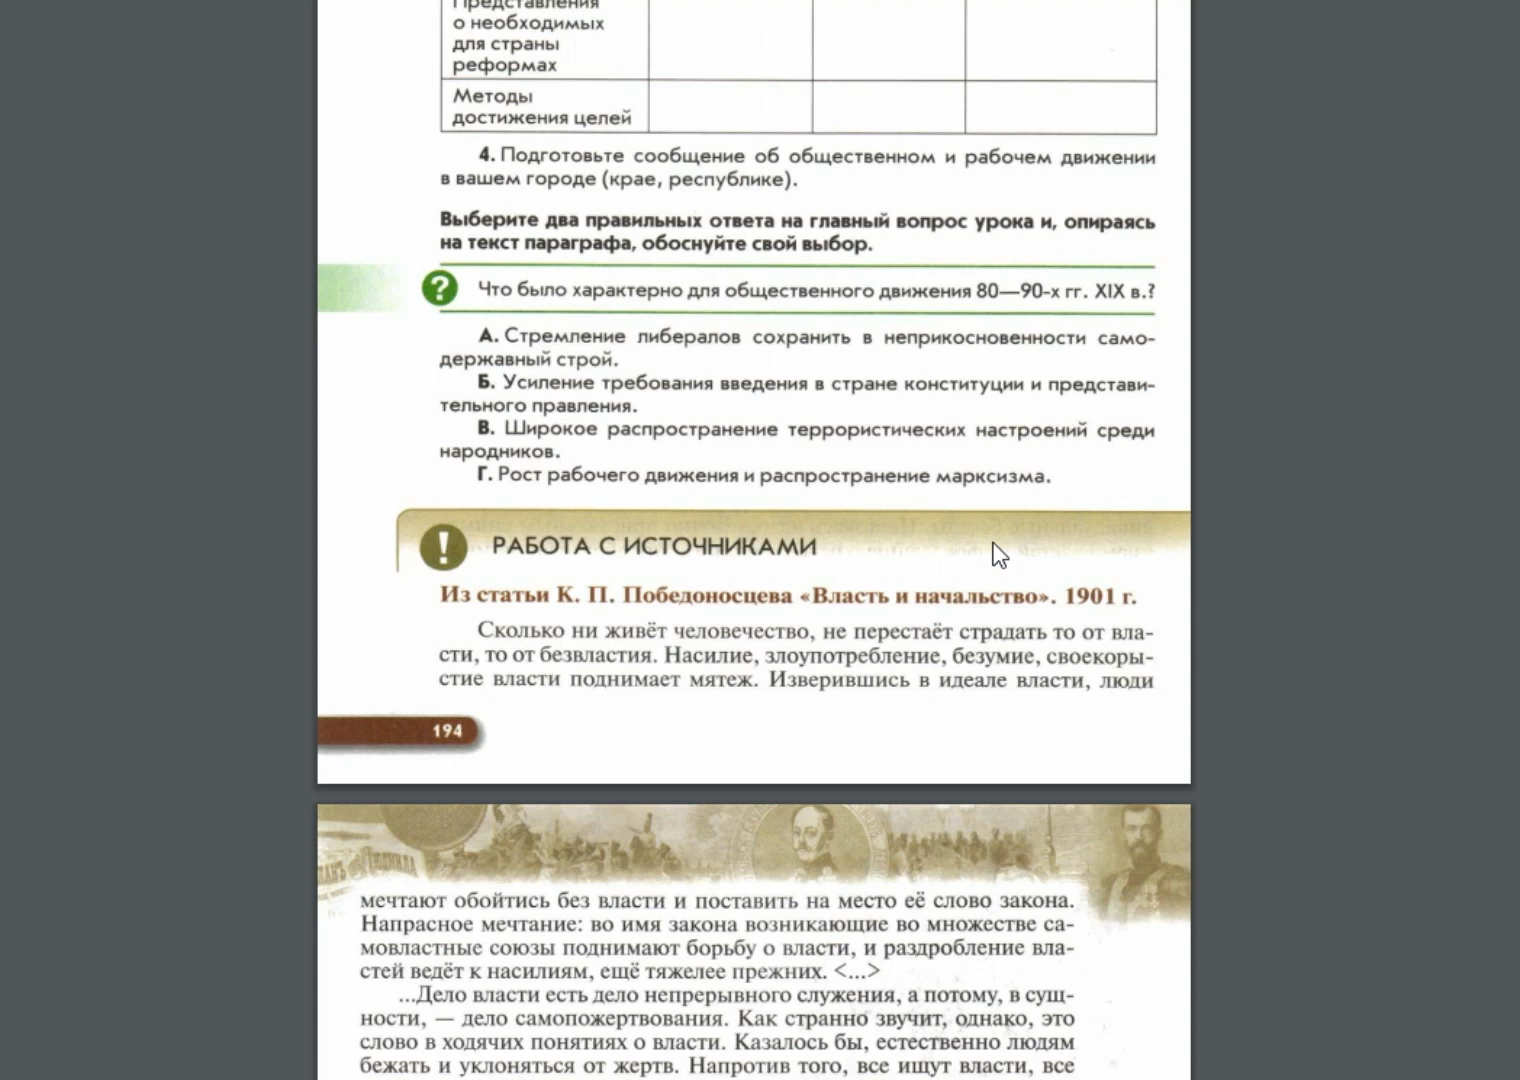 Представления
о необходимых
для страны
реформах
Методы
достижения целей
4. Подготовьте сообщение об общественном и рабочем движении
в вашем городе (крае, республике).
Выберите два правильных ответа на главный вопрос урока и, опираясь
на текст параграфа, обоснуйте свой выбор.
? Что было характерно для общественного движения 80—90-х гг. XIX в.?
А. Стремление либералов сохранить в неприкосновенности само-
державный строй.
Б. Усиление требования введения в стране конституции и представи-
тельного правления.
В. Широкое распространение террористических настроений среди
народников.
Г. Рост рабочего движения и распространение марксизма.
! РАБОТА С ИСТОЧНИКАМИ
Из статьи К. П. Победоносцева «Власть и начальство». 1901 г.
Сколько ни живёт человечество, не перестаёт страдать то от вла-
сти, то от безвластия. Насилие, злоупотребление, безумие, своекоры-
стие власти поднимает мятеж. Изверившись в идеале власти, люди
194
мечтают обойтись без власти и поставить на место её слово закона.
Напрасное мечтание: во имя закона возникающие во множестве са-
мовластные союзы поднимают борьбу о власти, и раздробление вла-
стей ведёт к насилиям, ещё тяжелее прежних. <...>
...Дело власти есть дело непрерывного служения, а потому, в сущ-
ности, — дело самопожертвования. Как странно звучит, однако, это
слово в ходячих понятиях о власти. Казалось бы, естественно людям
бежать и уклоняться от жертв. Напротив того, все ищут власти, все